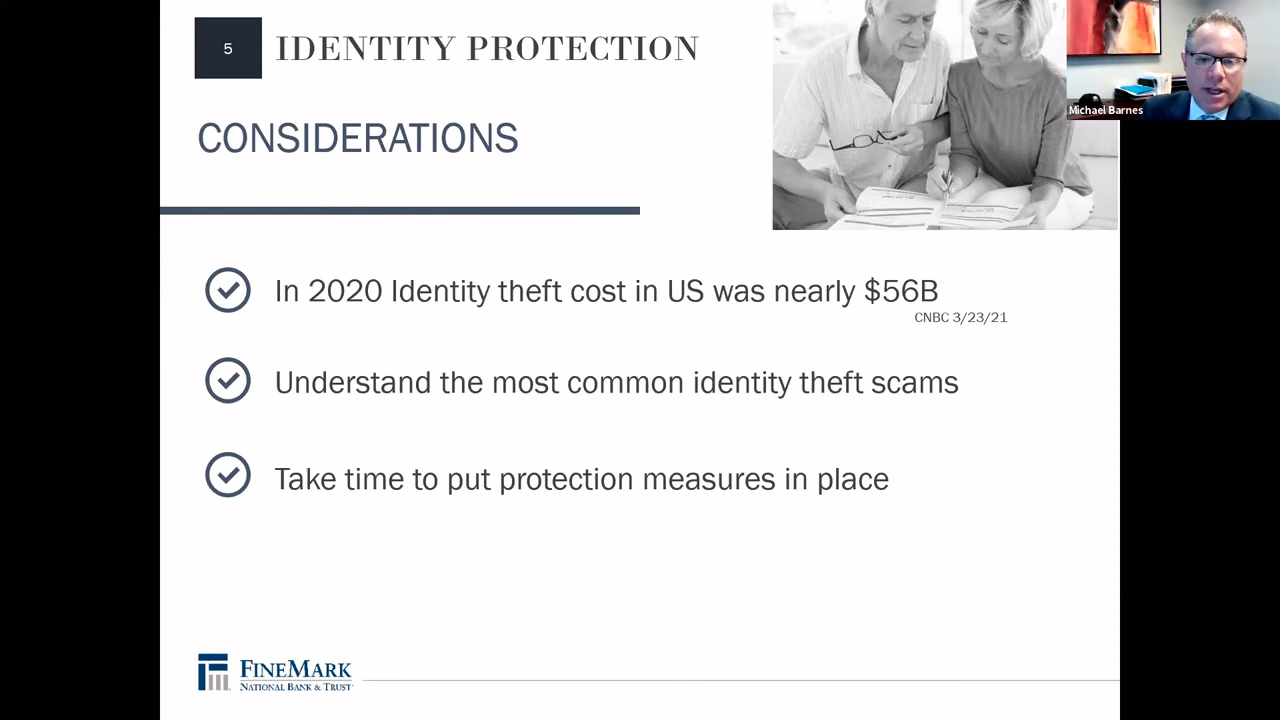 5
IDENTITY PROTECTION
Michael Barnes
CONSIDERATIONS
In 2020 Identity theft cost in US was nearly $56B
CNBC 3/23/21
Understand the most common identity theft scams
Take time to put protection measures in place
FINEMARK
NATIONAL BANK & TRUST